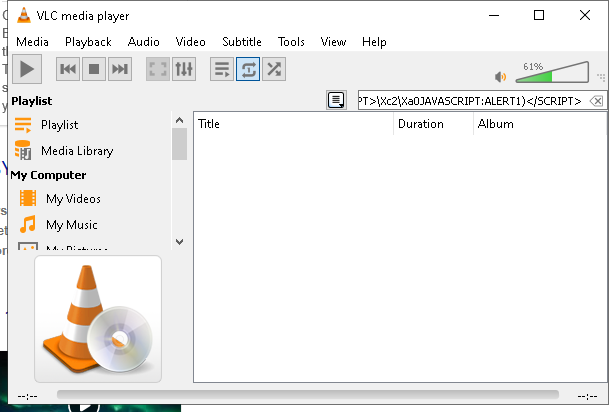 VLC media player
Media Playback Audio Video Subtitle Tools View Help
61%
Playlist
PT>\Xc2\Xa0JAVASCRIPT:ALERT1)</SCRIPT>
Playlist
Media Library
My Computer
My Videos
My Music
My Pictures
Title Duration Album
--:-- --:--